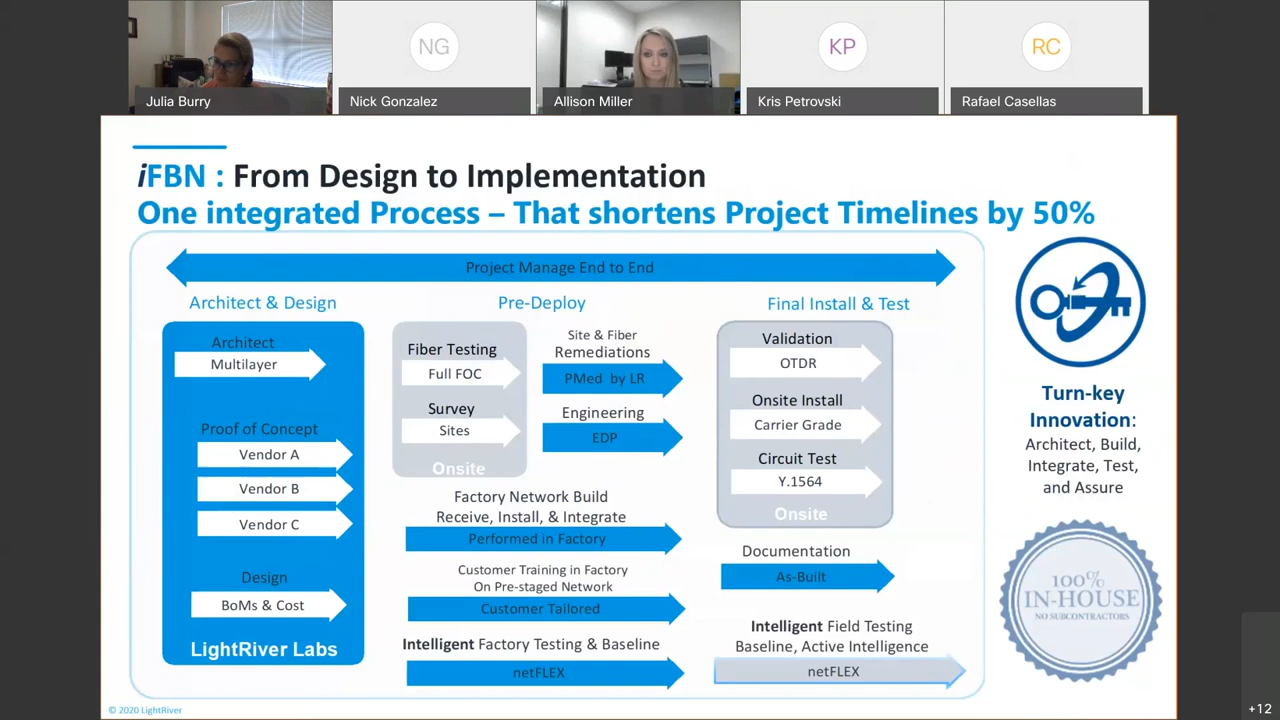 NG
KP
RC
Julia Burry
Nick Gonzalez
Allison Miller
Kris Petrovski
Rafael Casellas
iFBN : From Design to Implementation
One integrated Process – That shortens Project Timelines by 50%
Project Manage End to End
Architect & Design
Architect
Multilayer
Proof of Concept
Vendor A
Vendor B
Vendor C
Design
BoMs & Cost
LightRiver Labs
Pre-Deploy
Fiber Testing
Full FOC
Survey
Sites
Onsite
Site & Fiber
Remediations
PMed by LR
Engineering
EDP
Factory Network Build
Receive, Install, & Integrate
Performed in Factory
Customer Training in Factory
On Pre-staged Network
Customer Tailored
Intelligent Factory Testing & Baseline
netFLEX
Final Install & Test
Validation
OTDR
Onsite Install
Carrier Grade
Circuit Test
Y.1564
Onsite
Documentation
As-Built
Intelligent Field Testing
Baseline, Active Intelligence
netFLEX
Turn-key
Innovation:
Architect, Build,
Integrate, Test,
and Assure
100%
IN-HOUSE
NO SUBCONTRACTORS
© 2020 LightRiver
+12